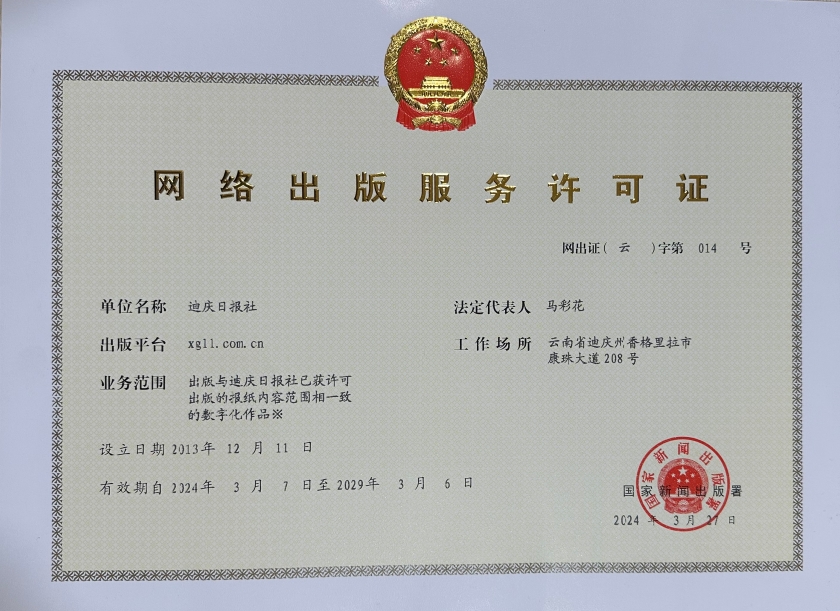 网络出版服务许可证
网出证( 云 )字第 014 号
单位名称 迪庆日报社
法定代表人 马彩花
出版平台 xgll.com.cn
工作场所 云南省迪庆州香格里拉市
康珠大道208号
业务范围 出版与迪庆日报社已获许可
出版的报纸内容范围相一致
的数字化作品※
设立日期2013年 12 月 11 日
有效期自2024年 3 月 7 日至2029年 3 月 6 日
国家新闻出版署
国家新闻出版署
2024 年 3 月 27 日